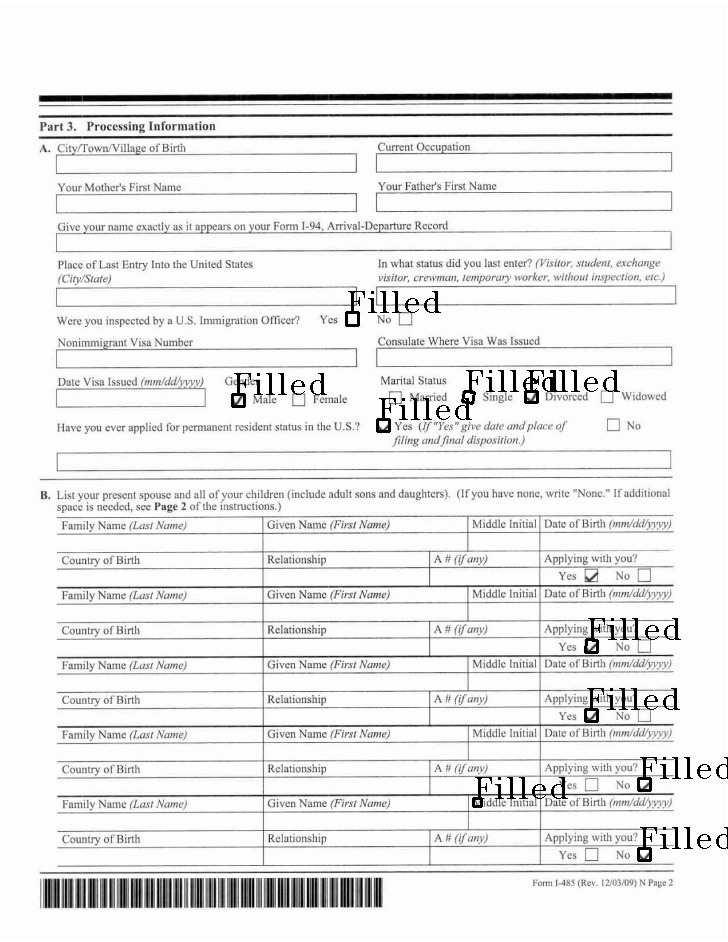 Part 3. Processing Information
A. City/Town/Village of Birth Current Occupation
Your Mother's First Name Your Father's First Name
Give your name exactly as it appears on your Form I-94, Arrival-Departure Record
Place of Last Entry Into the United States In what status did you last enter? (Visitor, student, exchange
(City/State) visitor, crewman, temporary worker, without inspection, etc.)
Filled
Were you inspected by a U.S. Immigration Officer? Yes No
Nonimmigrant Visa Number Consulate Where Visa Was Issued
Date Visa Issued (mm/dd/yyyy) Gender Marital Status
Filled Filled Filled
Male Female Married Single Divorced Widowed
Filled
Have you ever applied for permanent resident status in the U.S.? Yes (If "Yes" give date and place of No
filing and final disposition.)
B. List your present spouse and all of your children (include adult sons and daughters). (If you have none, write "None." If additional
space is needed, see Page 2 of the instructions.)
Family Name (Last Name) Given Name (First Name) Middle Initial Date of Birth (mm/dd/yyyy)
Country of Birth Relationship A # (if any) Applying with you?
Yes No
Family Name (Last Name) Given Name (First Name) Middle Initial Date of Birth (mm/dd/yyyy)
Country of Birth Relationship A # (if any) Applying with you? Filled
Yes No
Family Name (Last Name) Given Name (First Name) Middle Initial Date of Birth (mm/dd/yyyy)
Country of Birth Relationship A # (if any) Applying with you? Filled
Yes No
Family Name (Last Name) Given Name (First Name) Middle Initial Date of Birth (mm/dd/yyyy)
Country of Birth Relationship A # (if any) Applying with you? Filled
Yes No
Filled
Family Name (Last Name) Given Name (First Name) Middle Initial Date of Birth (mm/dd/yyyy)
Country of Birth Relationship A # (if any) Applying with you? Filled
Yes No
Form I-485 (Rev. 12/03/09) N Page 2